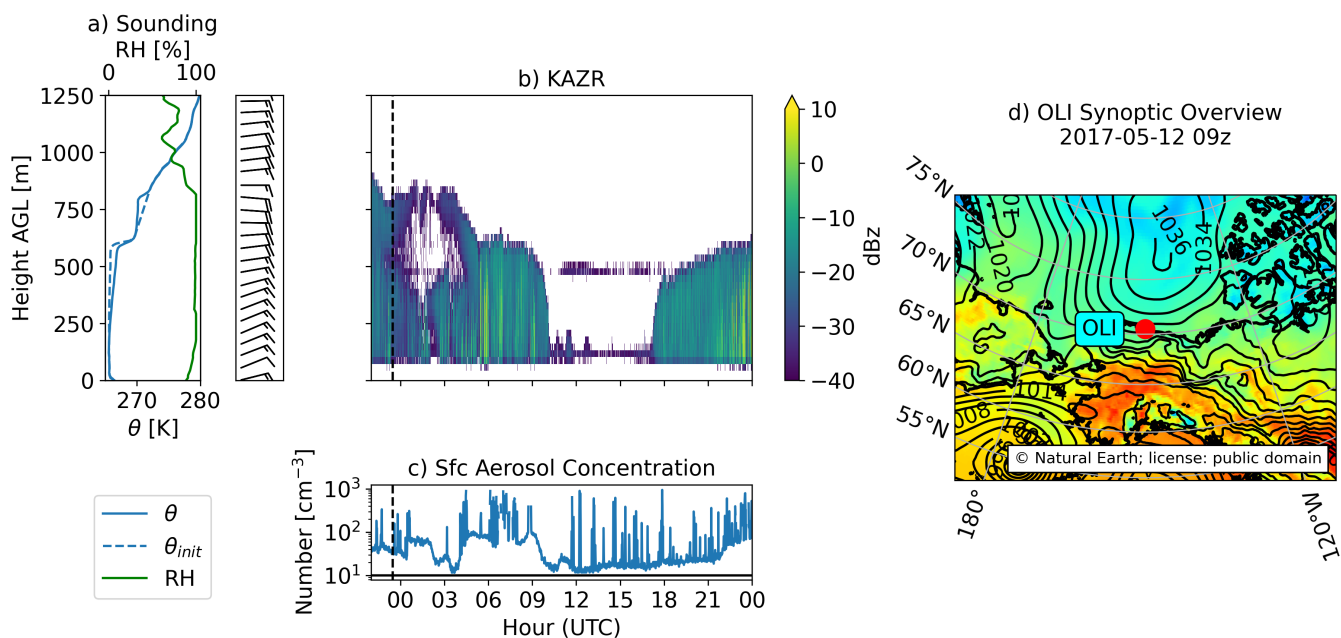 a) Sounding
RH [%]
0 100
1250
1000
750
500
250
0
Height AGL [m]
270 280
θ [K]
θ
θinit
RH
b) KAZR
10
0
−10
−20
−30
−40
dBz
c) Sfc Aerosol Concentration
Number [cm−3]
10³
10²
10¹
00 03 06 09 12 15 18 21 00
Hour (UTC)
d) OLI Synoptic Overview
2017-05-12 09z
75°N
70°N
65°N
60°N
55°N
1036
1034
1020
OLI
1014
© Natural Earth; license: public domain
180°
120°W